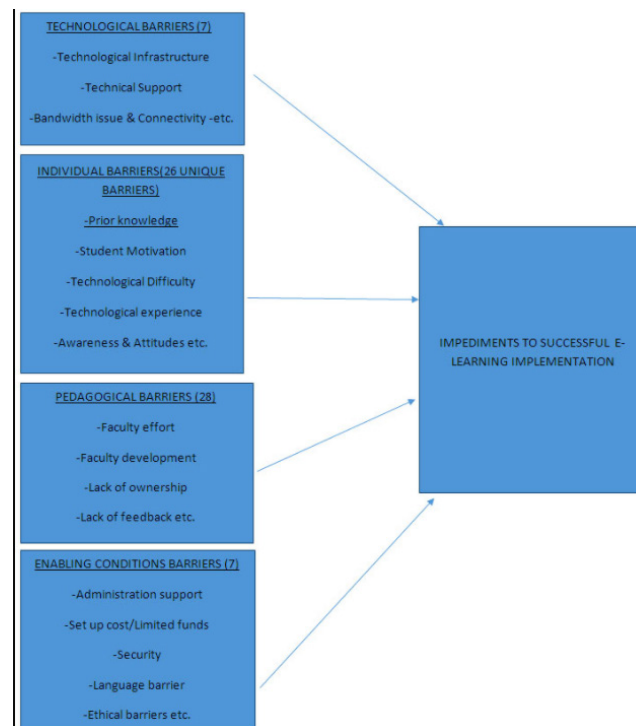 TECHNOLOGICAL BARRIERS (7)
-Technological Infrastructure
-Technical Support
-Bandwidth issue & Connectivity -etc.
INDIVIDUAL BARRIERS(26 UNIQUE
BARRIERS)
-Prior knowledge
-Student Motivation
-Technological Difficulty
-Technological experience
-Awareness & Attitudes etc.
PEDAGOGICAL BARRIERS (28)
-Faculty effort
-Faculty development
-Lack of ownership
-Lack of feedback etc.
ENABLING CONDITIONS BARRIERS (7)
-Administration support
-Set up cost/Limited funds
-Security
-Language barrier
-Ethical barriers etc.
IMPEDIMENTS TO SUCCESSFUL E-
LEARNING IMPLEMENTATION